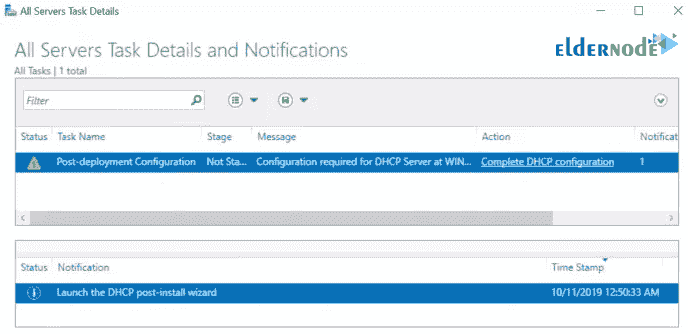 All Servers Task Details
All Servers Task Details and Notifications
ELDERNODE
All Tasks | 1 total
Filter
Status Task Name Stage Message Action Notificat
Post-deployment Configuration Not Sta... Configuration required for DHCP Server at WIN... Complete DHCP configuration 1
Status Notification Time Stamp
Launch the DHCP post-install wizard 10/11/2019 12:50:33 AM